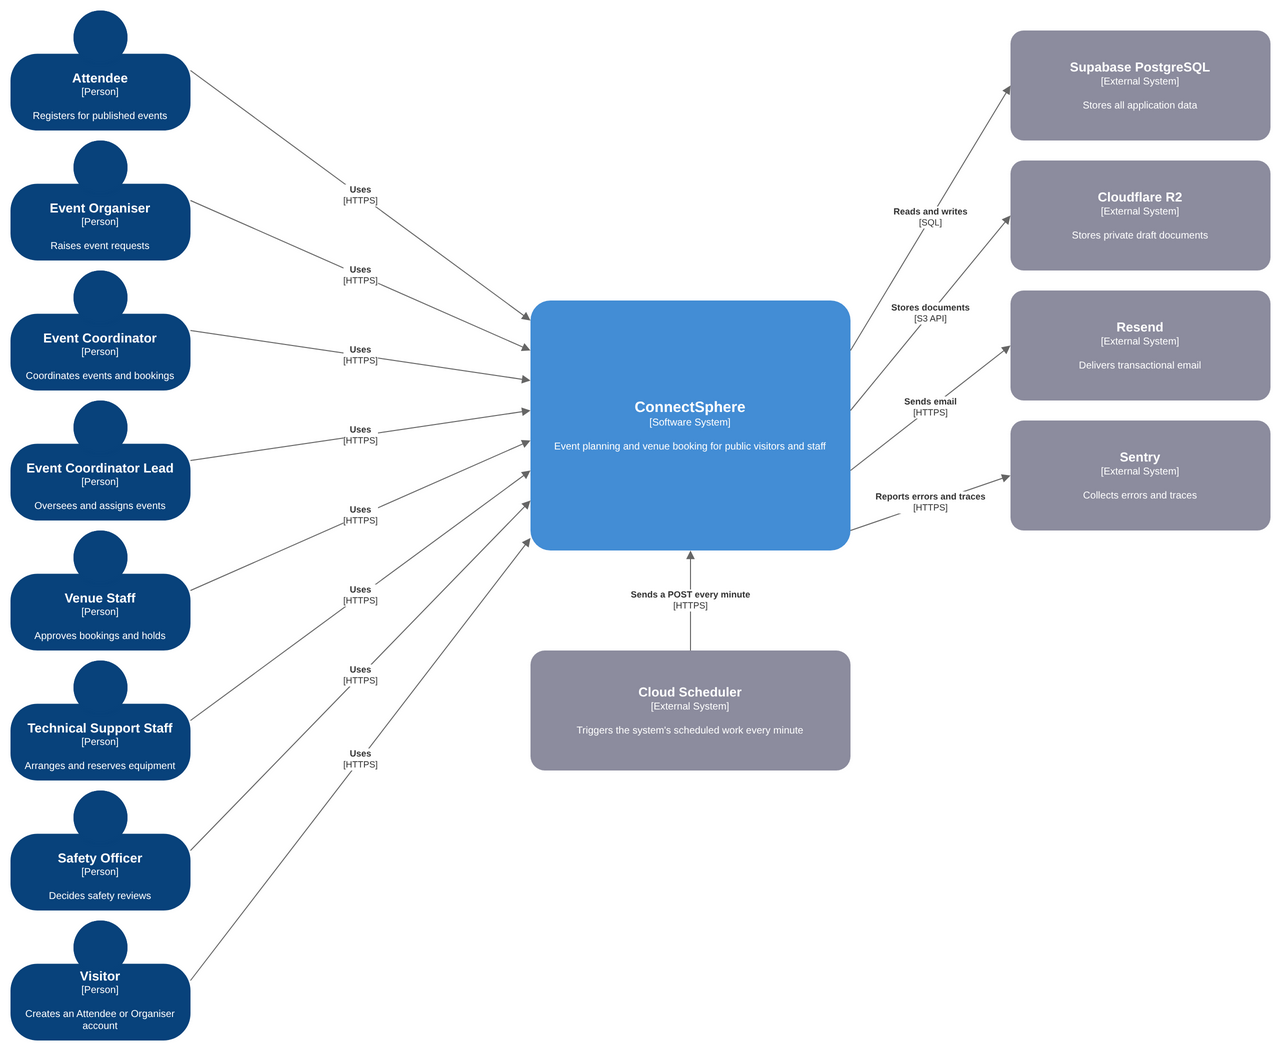 Attendee
[Person]
Registers for published events
Event Organiser
[Person]
Raises event requests
Event Coordinator
[Person]
Coordinates events and bookings
Event Coordinator Lead
[Person]
Oversees and assigns events
Venue Staff
[Person]
Approves bookings and holds
Technical Support Staff
[Person]
Arranges and reserves equipment
Safety Officer
[Person]
Decides safety reviews
Visitor
[Person]
Creates an Attendee or Organiser
account
Uses
[HTTPS]
Uses
[HTTPS]
Uses
[HTTPS]
Uses
[HTTPS]
Uses
[HTTPS]
Uses
[HTTPS]
Uses
[HTTPS]
Uses
[HTTPS]
ConnectSphere
[Software System]
Event planning and venue booking for public visitors and staff
Sends a POST every minute
[HTTPS]
Cloud Scheduler
[External System]
Triggers the system's scheduled work every minute
Reads and writes
[SQL]
Stores documents
[S3 API]
Sends email
[HTTPS]
Reports errors and traces
[HTTPS]
Supabase PostgreSQL
[External System]
Stores all application data
Cloudflare R2
[External System]
Stores private draft documents
Resend
[External System]
Delivers transactional email
Sentry
[External System]
Collects errors and traces